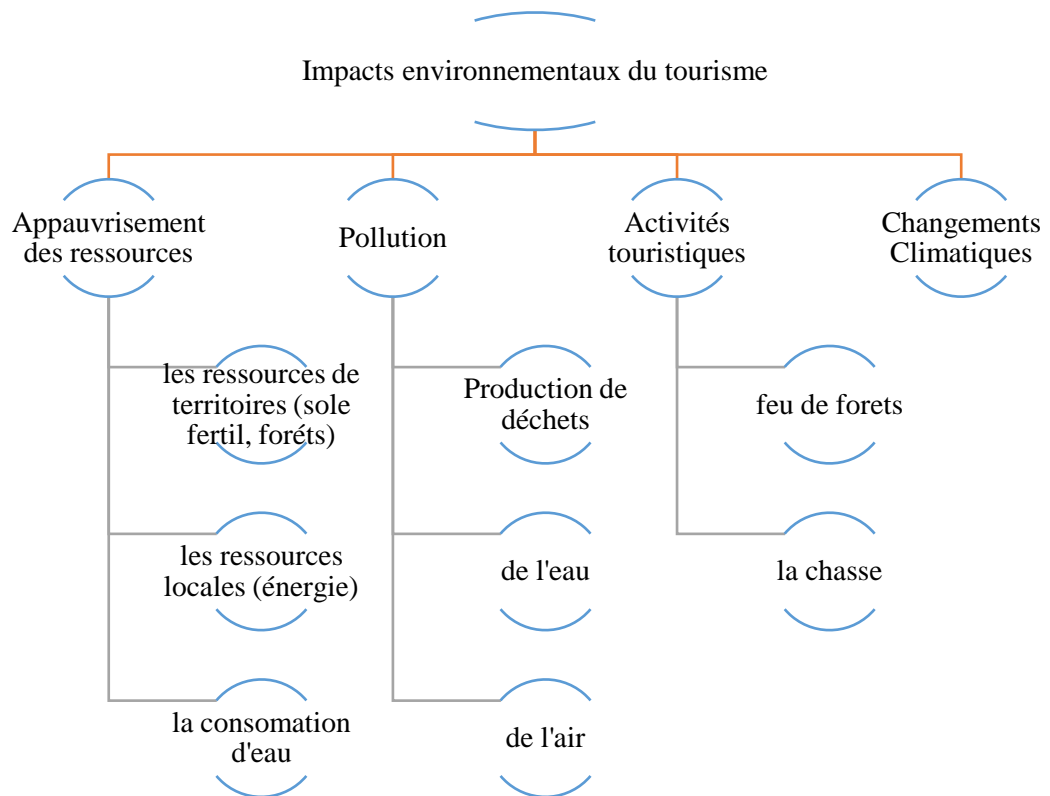 Impacts environnementaux du tourisme
Appauvrisement
des ressources
Pollution
Activités
touristiques
Changements
Climatiques
les ressources de
territoires (sole
fertil, foréts)
Production de
déchets
feu de forets
les ressources
locales (énergie)
de l'eau
la chasse
la consomation
d'eau
de l'air